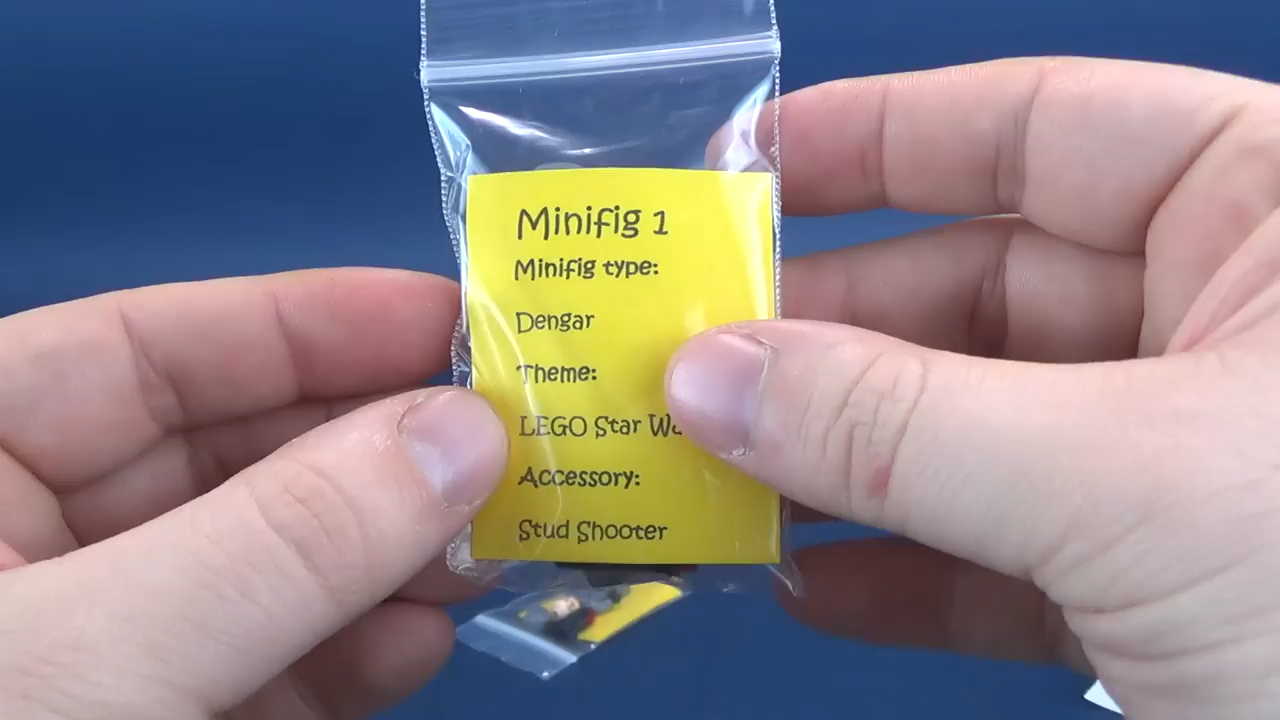 Minifig 1
Minifig type:
Dengar
Theme:
LEGO Star
Accessory:
Stud Shooter